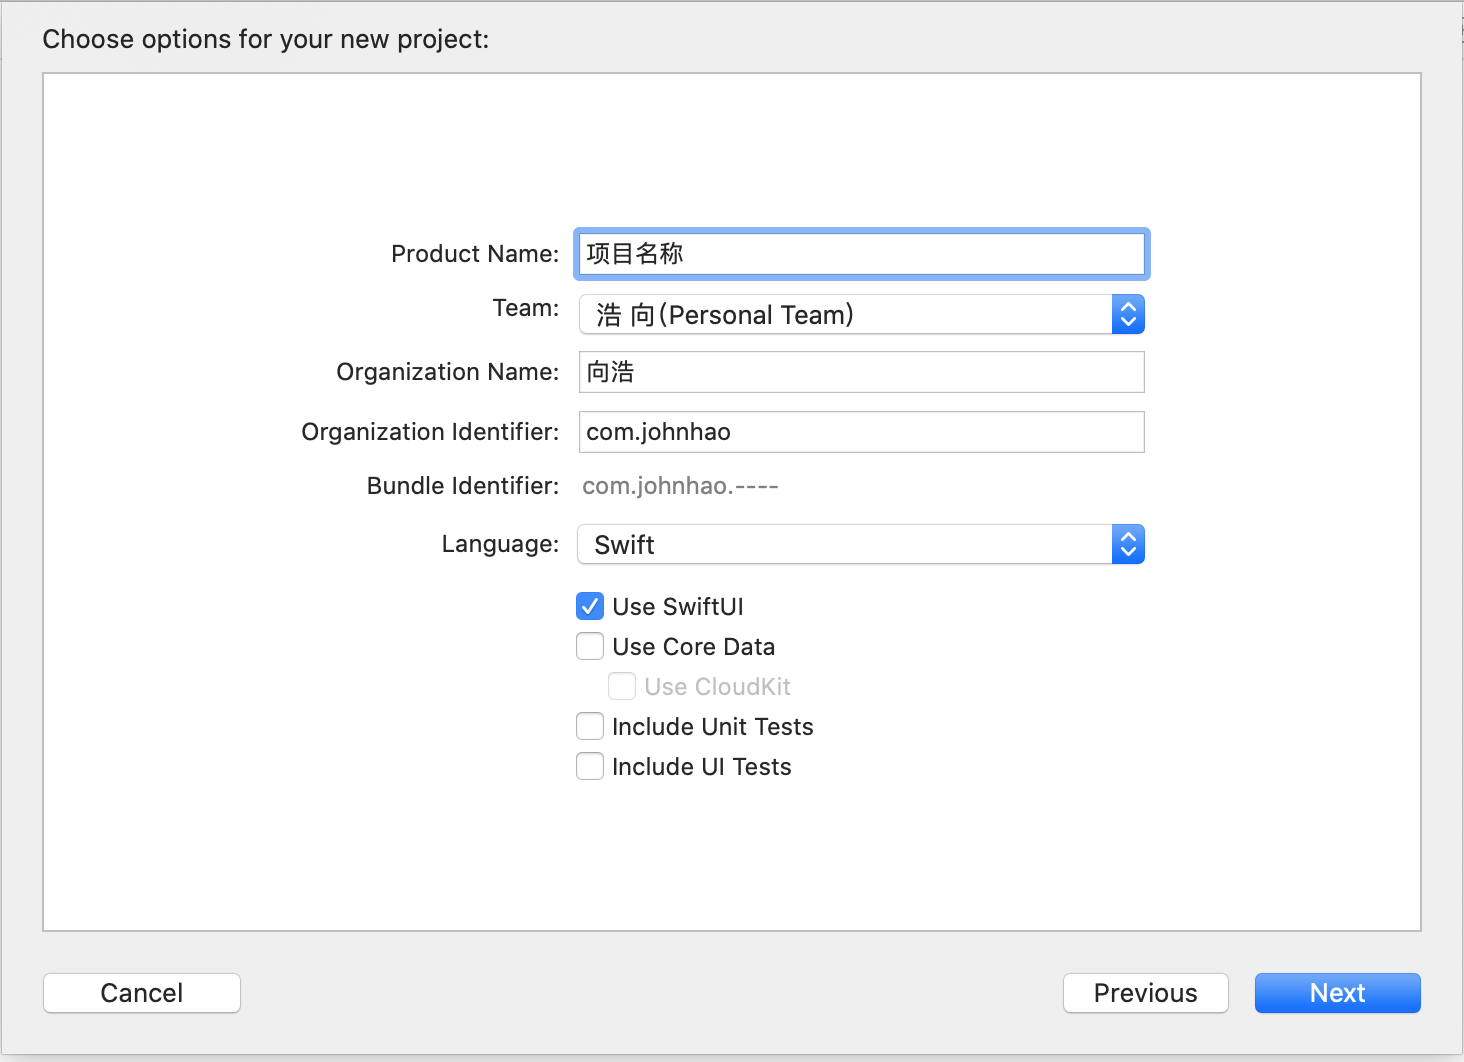 Choose options for your new project:
Product Name: 项目名称
Team: 浩 向(Personal Team)
Organization Name: 向浩
Organization Identifier: com.johnhao
Bundle Identifier: com.johnhao.----
Language: Swift
Use SwiftUI
Use Core Data
Use CloudKit
Include Unit Tests
Include UI Tests
Cancel Previous Next